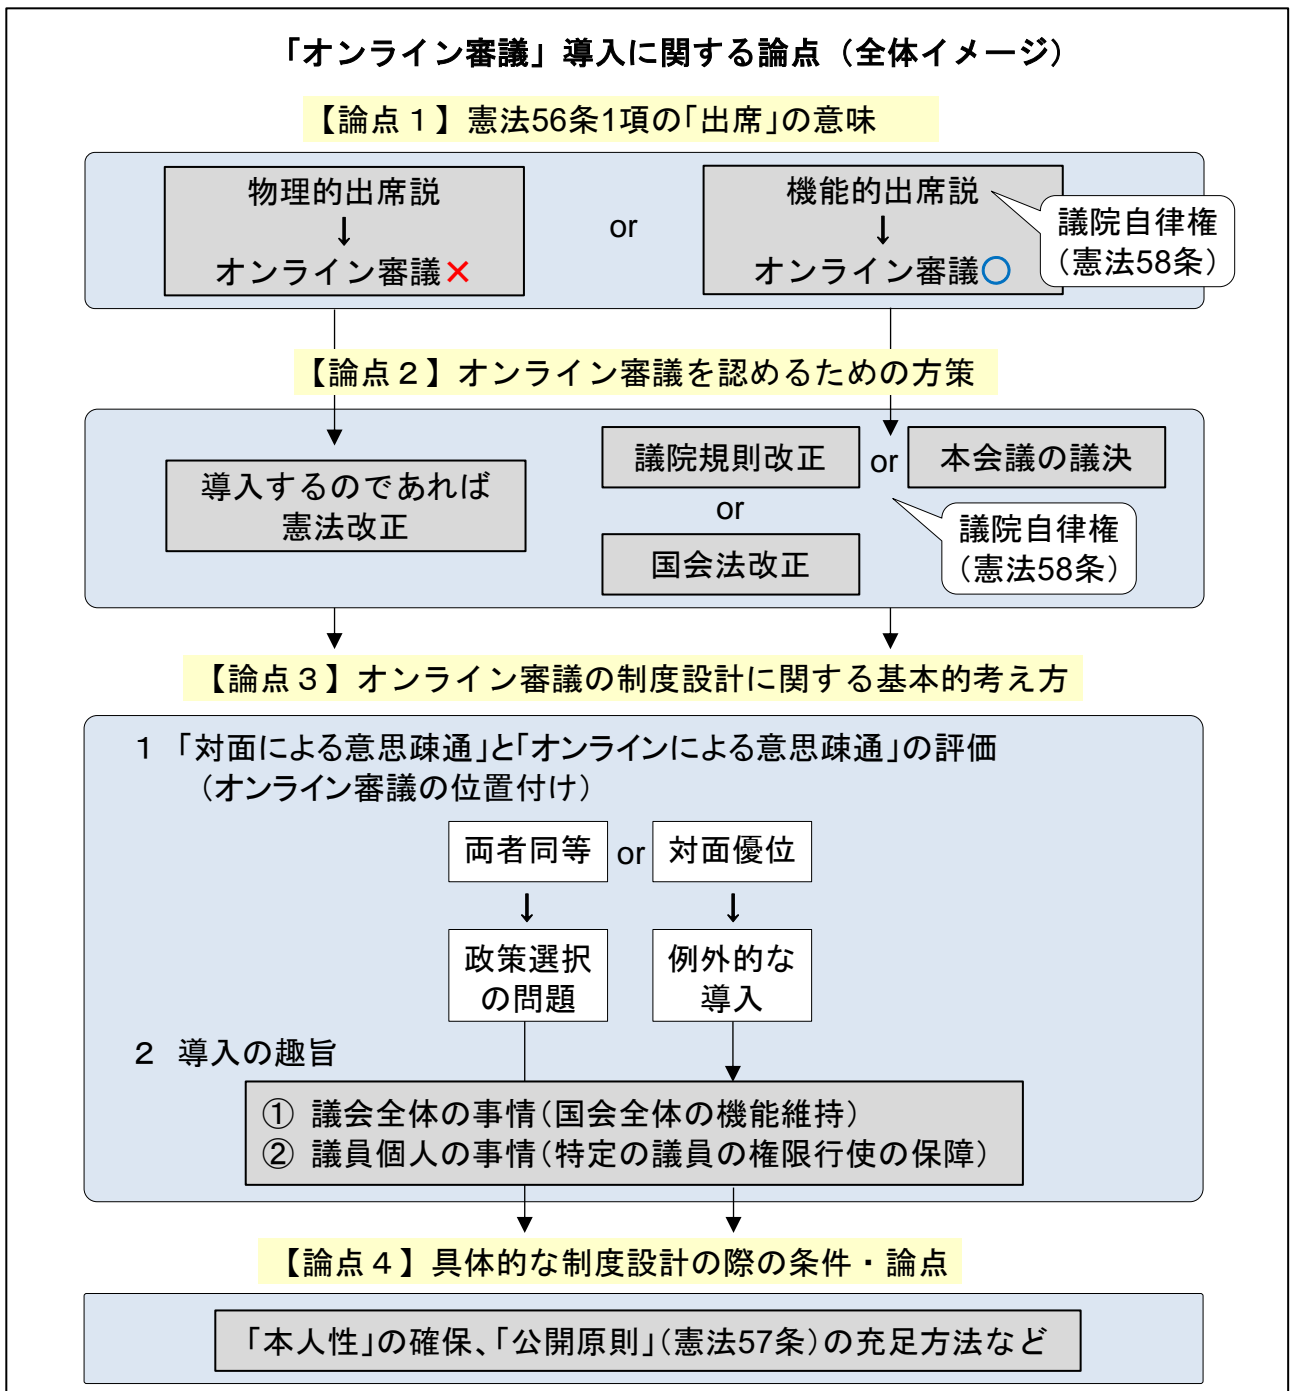 「オンライン審議」導入に関する論点（全体イメージ）
【論点１】憲法56条1項の「出席」の意味
物理的出席説
↓
オンライン審議×
or
機能的出席説
↓
オンライン審議○
議院自律権
（憲法58条）
【論点２】オンライン審議を認めるための方策
導入するのであれば
憲法改正
議院規則改正
or
本会議の議決
or
国会法改正
議院自律権
（憲法58条）
【論点３】オンライン審議の制度設計に関する基本的考え方
１ 「対面による意思疎通」と「オンラインによる意思疎通」の評価
（オンライン審議の位置付け）
両者同等 or 対面優位
↓ ↓
政策選択
の問題
例外的な
導入
２ 導入の趣旨
① 議会全体の事情（国会全体の機能維持）
② 議員個人の事情（特定の議員の権限行使の保障）
【論点４】具体的な制度設計の際の条件・論点
「本人性」の確保、「公開原則」（憲法57条）の充足方法など